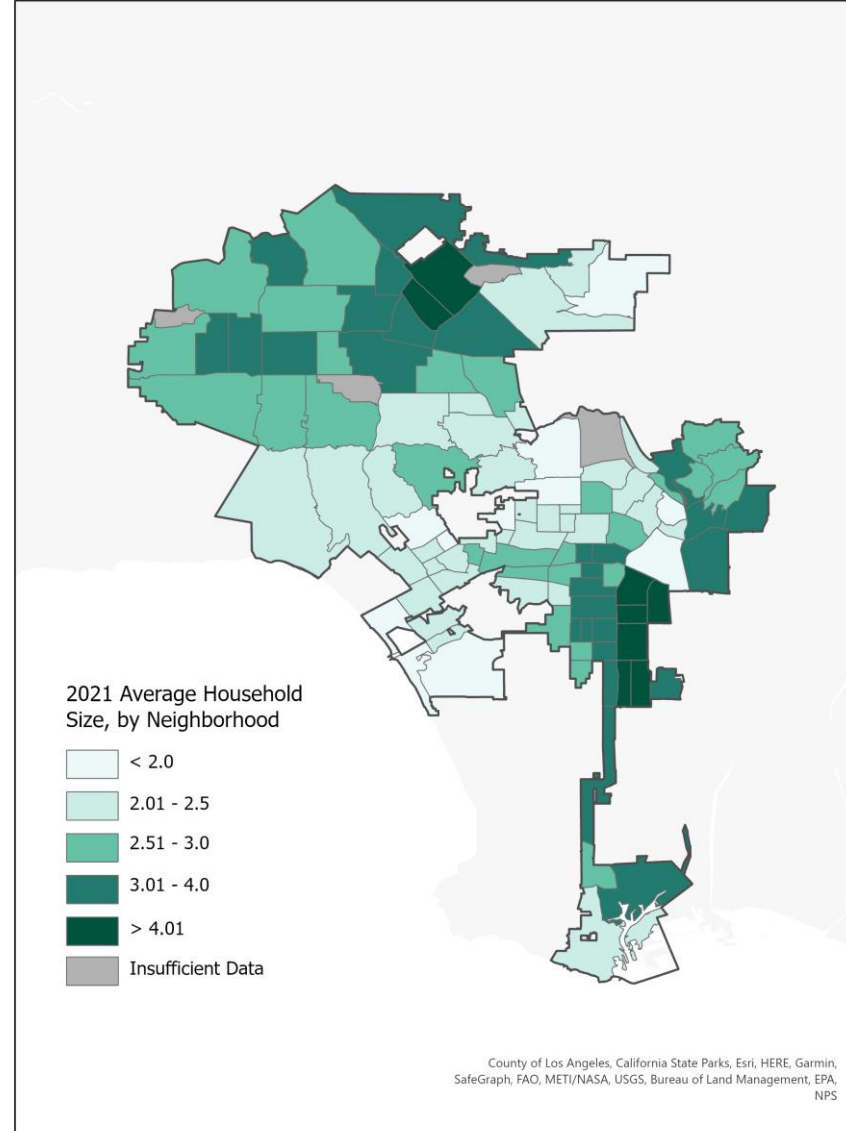 2021 Average Household
Size, by Neighborhood
< 2.0
2.01 - 2.5
2.51 - 3.0
3.01 - 4.0
> 4.01
Insufficient Data
County of Los Angeles, California State Parks, Esri, HERE, Garmin,
SafeGraph, FAO, METI/NASA, USGS, Bureau of Land Management, EPA,
NPS